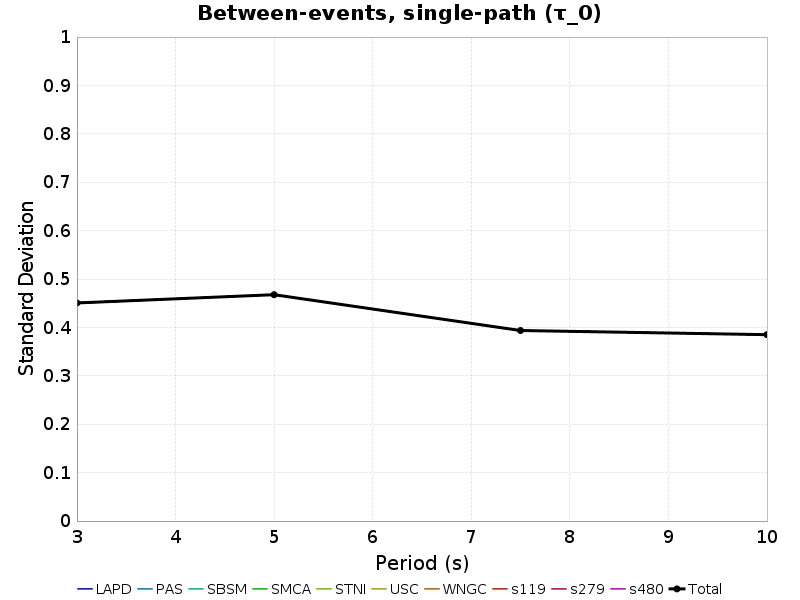 Between-events, single-path (τ_0)
1
0.9
0.8
0.7
0.6
0.5
0.4
0.3
0.2
0.1
0
Standard Deviation
3 4 5 6 7 8 9 10
Period (s)
LAPD PAS SBSM SMCA STNI USC WNGC s119 s279 s480 Total